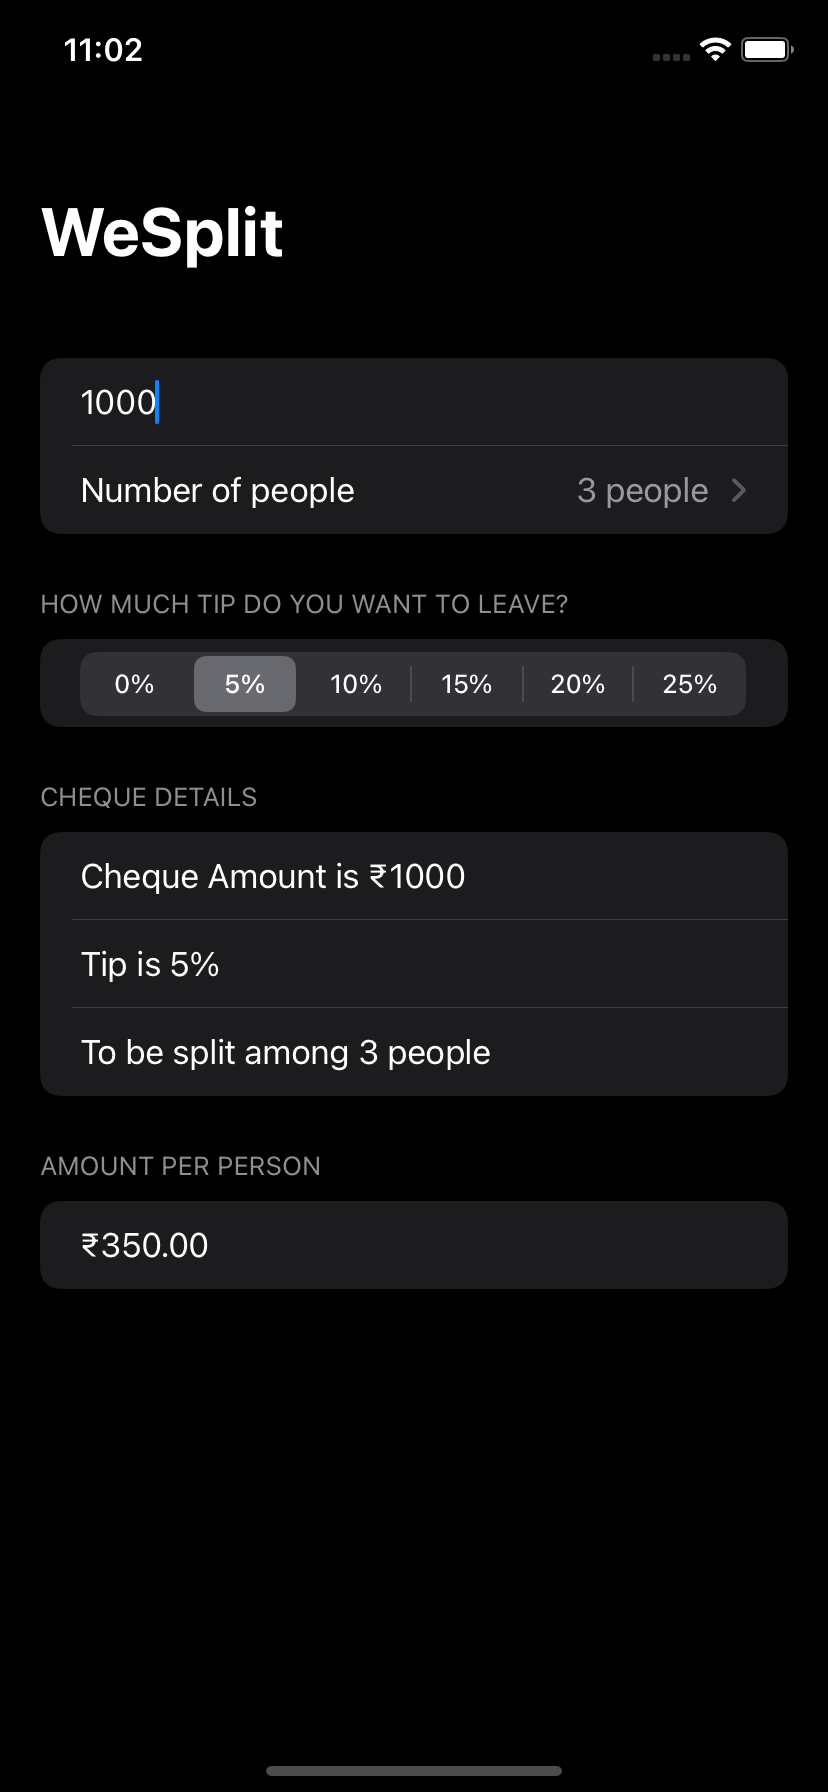 11:02
WeSplit
1000
Number of people 3 people
HOW MUCH TIP DO YOU WANT TO LEAVE?
0% 5% 10% 15% 20% 25%
CHEQUE DETAILS
Cheque Amount is ₹1000
Tip is 5%
To be split among 3 people
AMOUNT PER PERSON
₹350.00